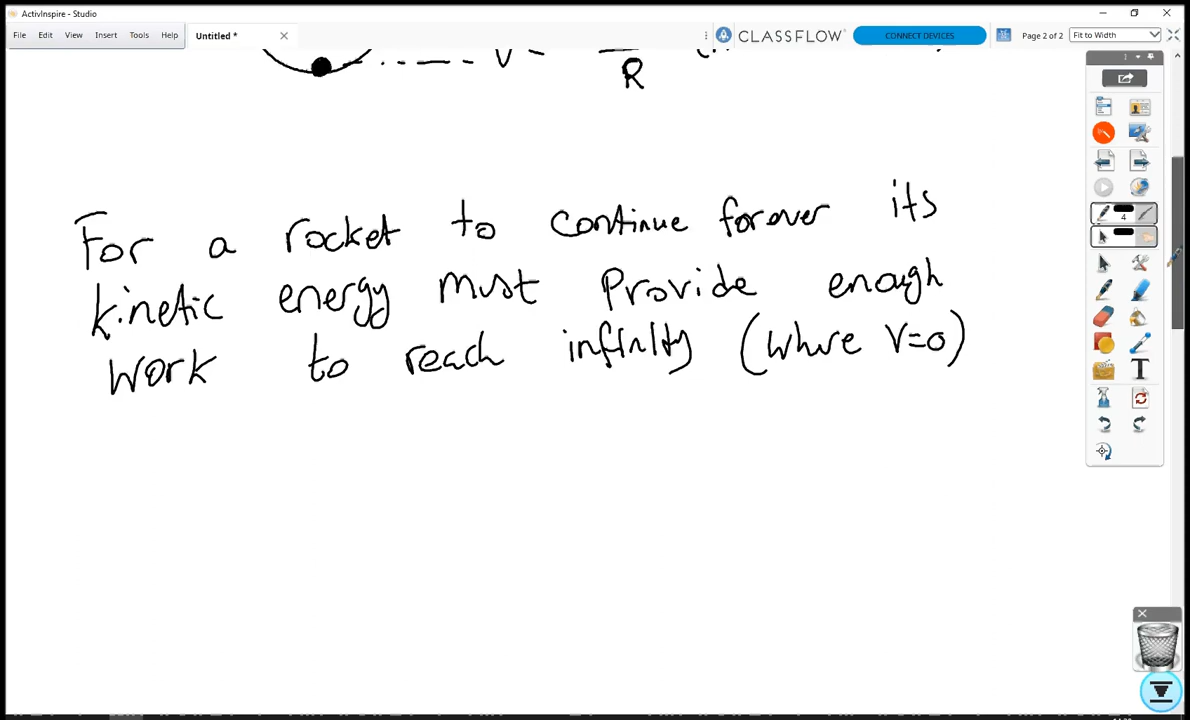 ActivInspire - Studio
File Edit View Insert Tools Help Untitled * CLASSFLOW CONNECT DEVICES Page 2 of 2 Fit to Width
R
4
For a rocket to continue forever its
kinetic energy must provide enough
work to reach infinity (where V=0)